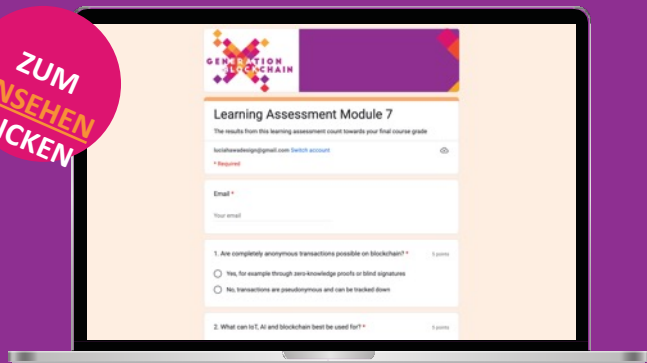 ZUM
NSEHEN
ICKEN
GENERATION
BLOCKCHAIN
Learning Assessment Module 7
The results from this learning assessment count towards your final course grade
luciahawadesign@gmail.com Switch account
* Required
Email *
Your email
1. Are completely anonymous transactions possible on blockchain? * 5 points
Yes, for example through zero-knowledge proofs or blind signatures
No, transactions are pseudonymous and can be tracked down
2. What can IoT, AI and blockchain best be used for? * 5 points